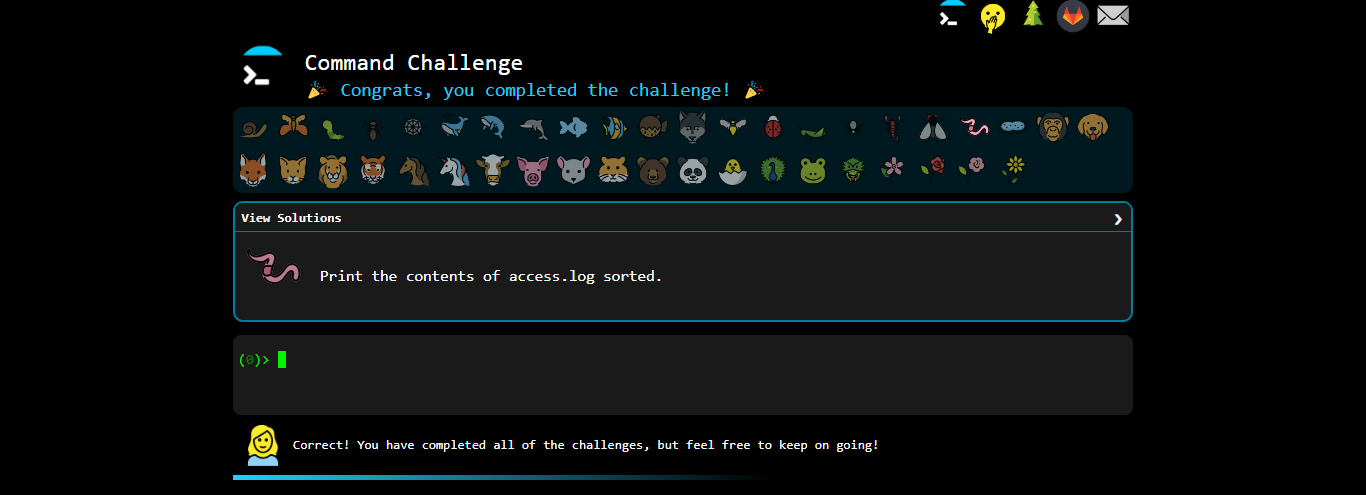 Command Challenge
🎉 Congrats, you completed the challenge! 🎉
View Solutions ❯
Print the contents of access.log sorted.
(0)>
Correct! You have completed all of the challenges, but feel free to keep on going!